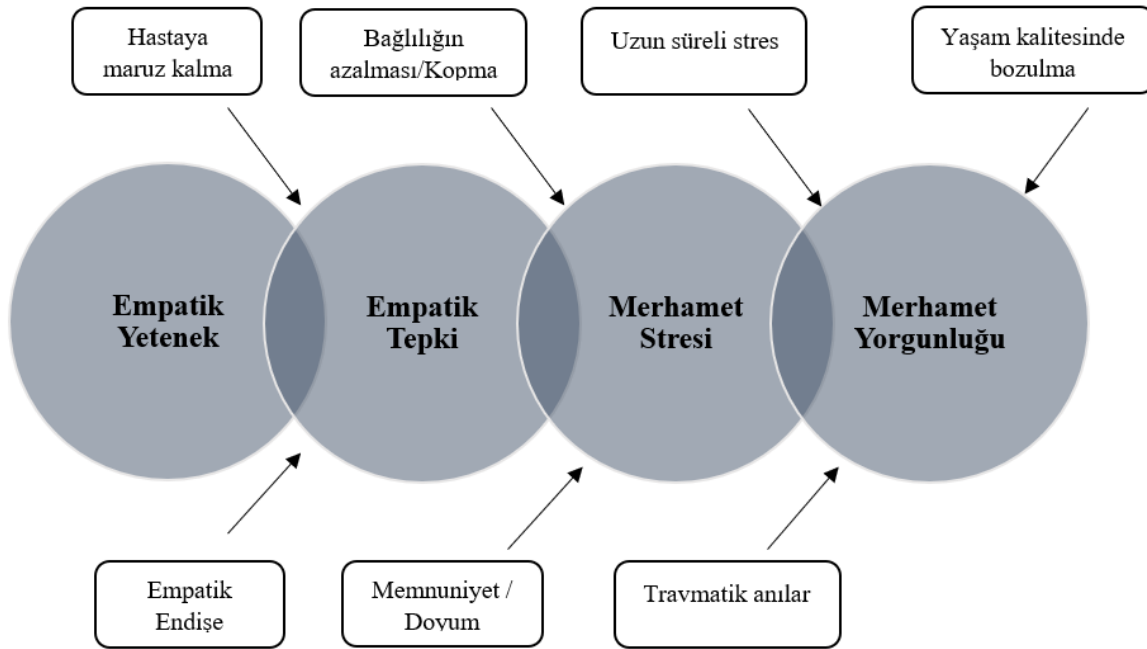 Hastaya
maruz kalma
Bağlılığın
azalması/Kopma
Uzun süreli stres
Yaşam kalitesinde
bozulma
Empatik
Yetenek
Empatik
Tepki
Merhamet
Stresi
Merhamet
Yorgunluğu
Empatik
Endişe
Memnuniyet /
Doyum
Travmatik anılar